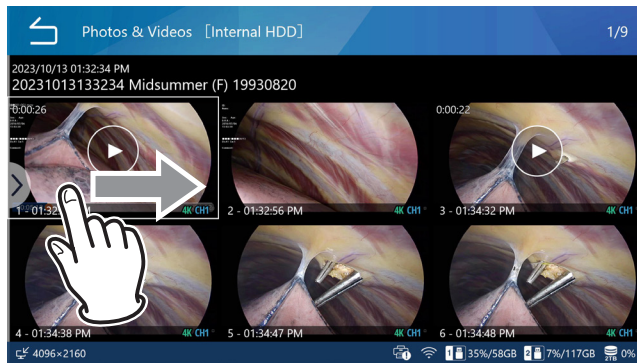 Photos & Videos [Internal HDD]
1/9
2023/10/13 01:32:34 PM
20231013133234 Midsummer (F) 19930820
0:00:26
0:00:22
1 - 01:32
4K CH1
2 - 01:32:56 PM
4K CH1
3 - 01:34:32 PM
4K CH1
4 - 01:34:38 PM
4K CH1
5 - 01:34:47 PM
4K CH1
6 - 01:34:58 PM
4K CH1
4096×2160
1
35%/58GB
2
7%/117GB
2TB
0%